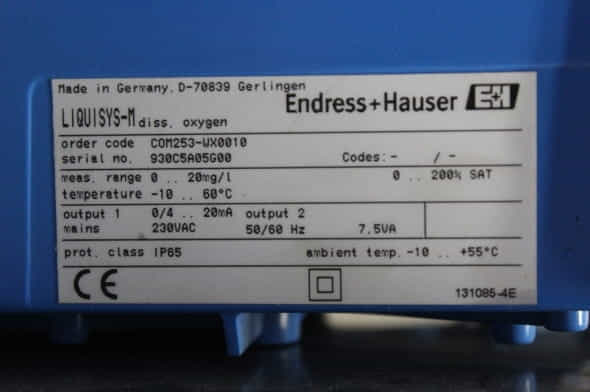 Made in Germany, D-70839 Gerlingen
Endress+Hauser E+H
LIQUISYS-M diss. oxygen
order code COM253-WX0010
serial no. 930C5A05G00 Codes: - / -
meas. range 0 .. 20mg/l 0 .. 200% SAT
temperature -10 .. 60°C
output 1 0/4 .. 20mA output 2
mains 230VAC 50/60 Hz 7,5VA
prot. class IP65 ambient temp. -10 .. +55°C
CE 131085-4E